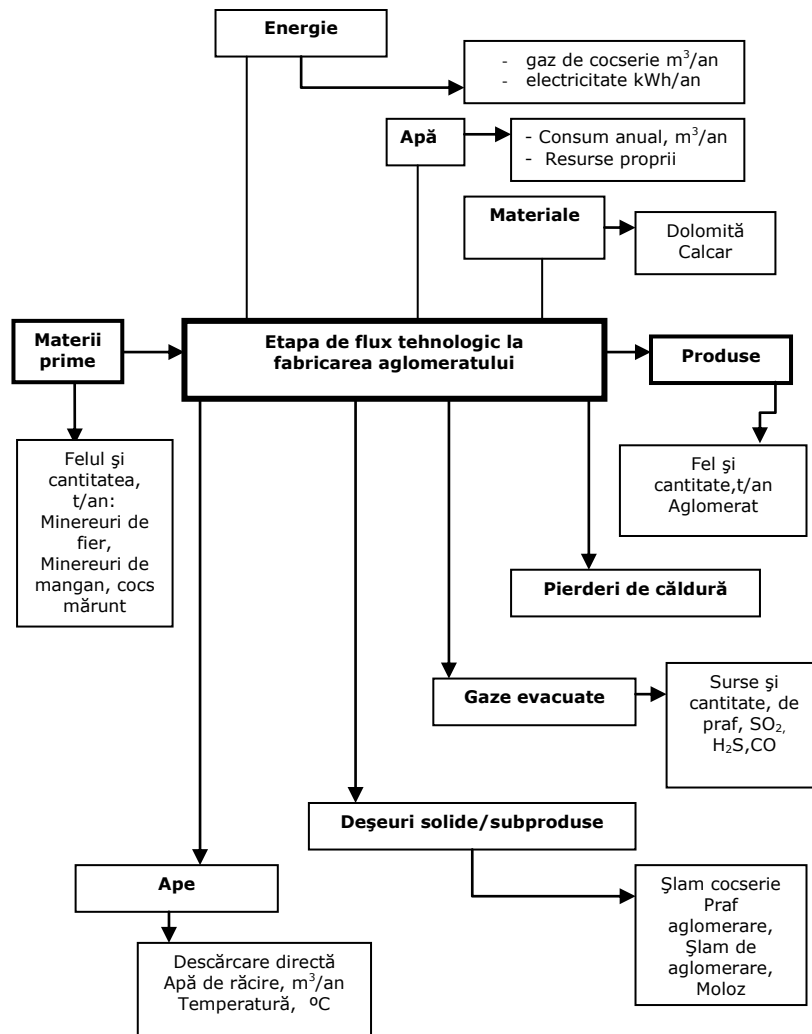 Energie
- gaz de cocserie m³/an
- electricitate kWh/an
Apă
- Consum anual, m³/an
- Resurse proprii
Materiale
Dolomită
Calcar
Materii
prime
Etapa de flux tehnologic la
fabricarea aglomeratului
Produse
Felul şi
cantitatea,
t/an:
Minereuri de
fier,
Minereuri de
mangan, cocs
mărunt
Fel şi
cantitate,t/an
Aglomerat
Pierderi de căldură
Gaze evacuate
Surse şi
cantitate, de
praf, SO₂,
H₂S,CO
Deşeuri solide/subproduse
Ape
Şlam cocserie
Praf
aglomerare,
Şlam de
aglomerare,
Moloz
Descărcare directă
Apă de răcire, m³/an
Temperatură, ºC